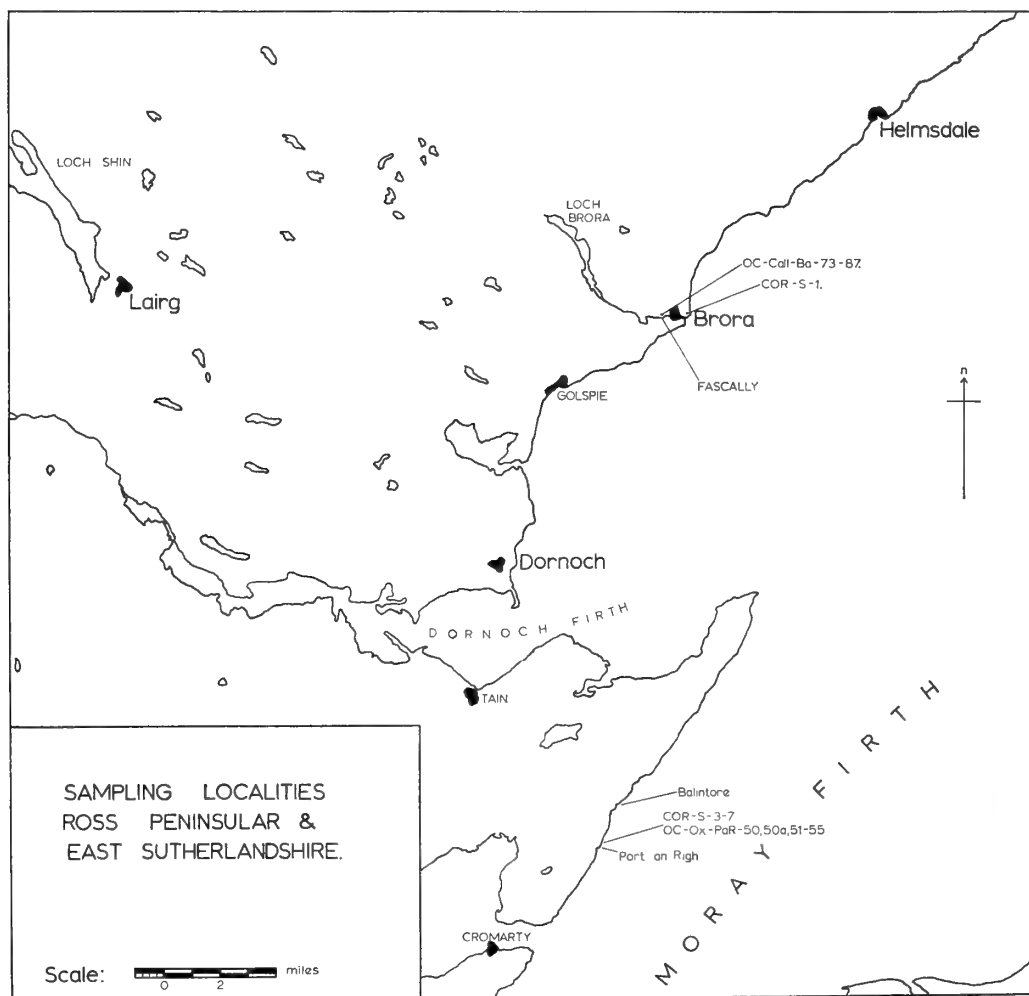 Helmsdale
LOCH SHIN
LOCH
BRORA
OC-Call-Ba-73-87.
COR-S-1.
Lairg
Brora
FASCALLY
GOLSPIE
n
Dornoch
DORNOCH FIRTH
TAIN
MORAY FIRTH
Balintore
COR-S-3-7
OC-Ox-PaR-50,50a,51-55
Port an Righ
CROMARTY
SAMPLING LOCALITIES
ROSS PENINSULAR &
EAST SUTHERLANDSHIRE.
Scale:
miles
0 2